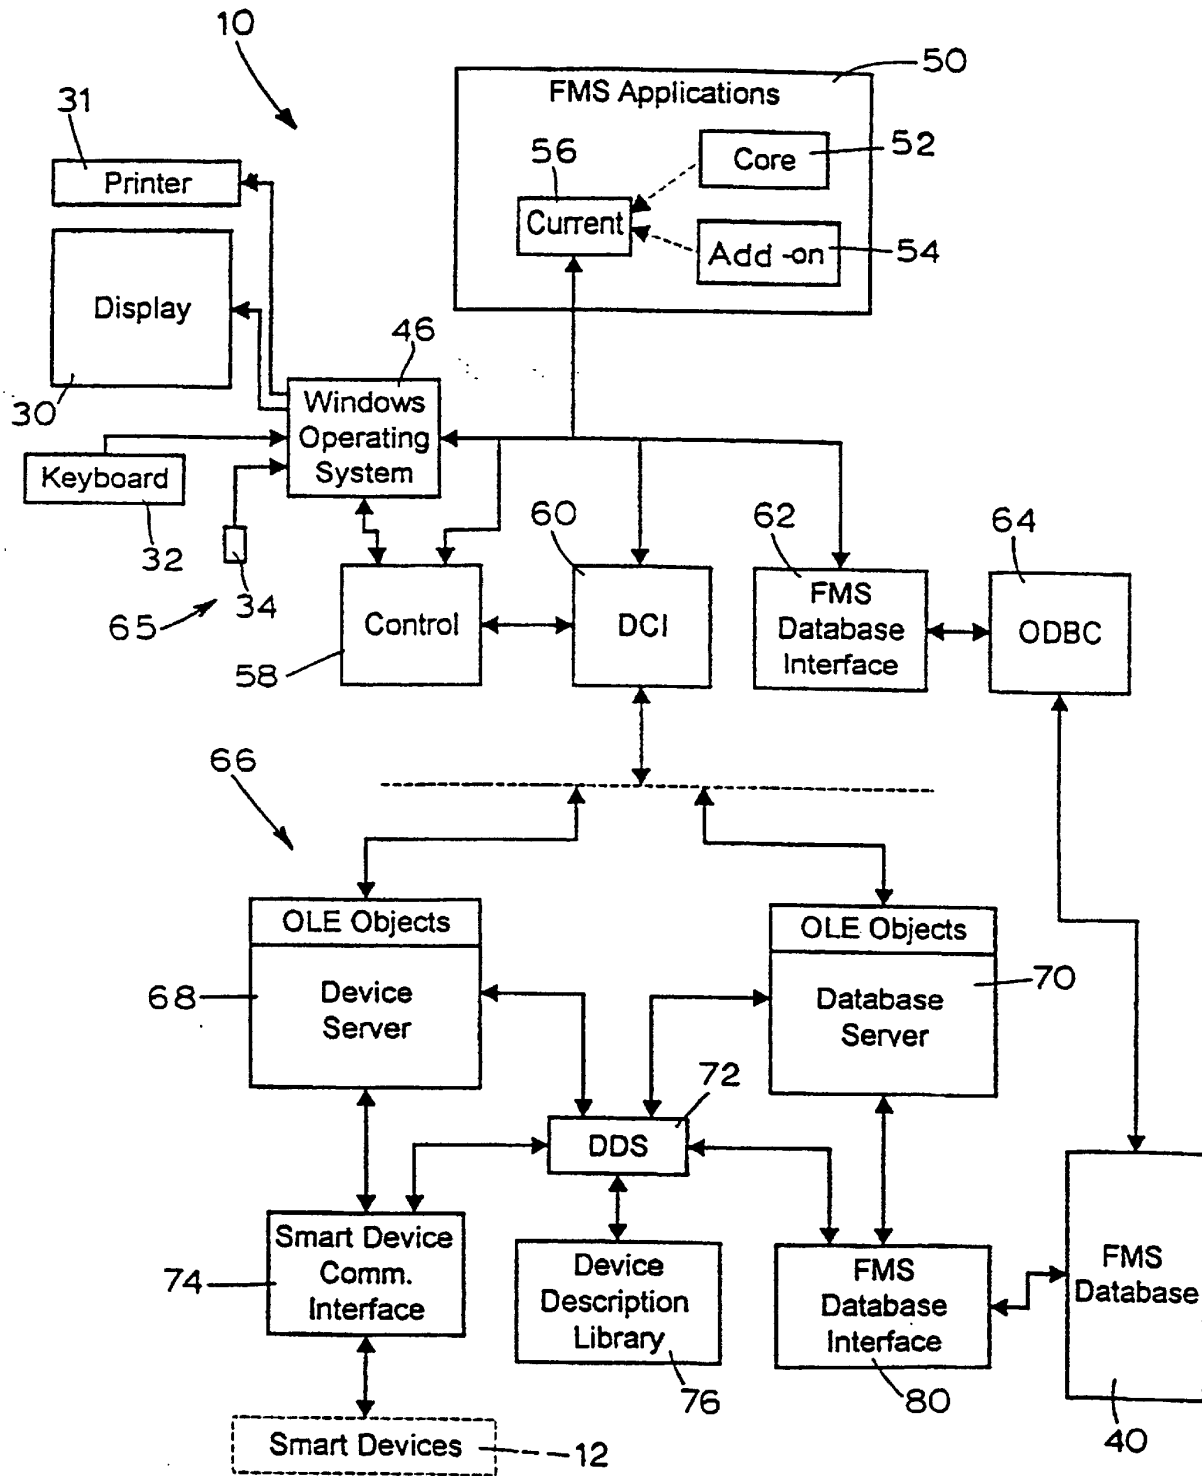 10
50
FMS Applications
31
Printer
52
Core
56
Current
Add-on
54
Display
46
30
Windows
Operating
System
Keyboard
32
34
65
60
62
64
Control
58
DCI
FMS
Database
Interface
ODBC
66
OLE Objects
Device
Server
68
OLE Objects
Database
Server
70
72
DDS
Smart Device
Comm.
Interface
74
Device
Description
Library
76
FMS
Database
Interface
80
FMS
Database
40
Smart Devices
12